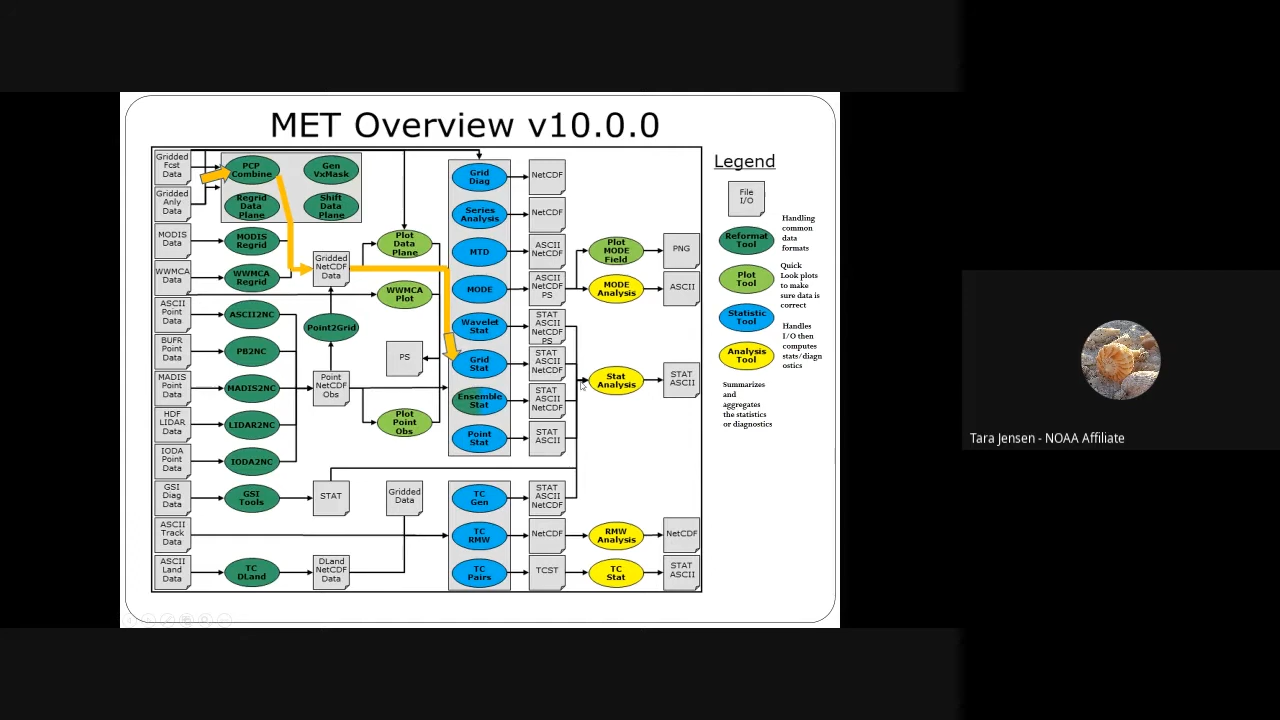 MET Overview v10.0.0
Gridded
Fcst
Data
Gridded
Anly
Data
MODIS
Data
WWMCA
Data
ASCII
Point
Data
BUFR
Point
Data
MADIS
Point
Data
HDF
LIDAR
Data
IODA
Point
Data
GSI
Diag
Data
ASCII
Track
Data
ASCII
Land
Data
PCP
Combine
Gen
VxMask
Regrid
Data
Plane
Shift
Data
Plane
MODIS
Regrid
WWMCA
Regrid
ASCII2NC
PB2NC
MADIS2NC
LIDAR2NC
IODA2NC
GSI
Tools
TC
DLand
Gridded
NetCDF
Data
Point2Grid
Point
NetCDF
Obs
STAT
DLand
NetCDF
Data
Plot
Data
Plane
WWMCA
Plot
PS
Plot
Point
Obs
Gridded
Data
Grid
Diag
Series
Analysis
MTD
MODE
Wavelet
Stat
Grid
Stat
Ensemble
Stat
Point
Stat
TC
Gen
TC
RMW
TC
Pairs
NetCDF
NetCDF
ASCII
NetCDF
ASCII
NetCDF
PS
STAT
ASCII
NetCDF
PS
STAT
ASCII
NetCDF
STAT
ASCII
NetCDF
STAT
ASCII
STAT
ASCII
NetCDF
NetCDF
TCST
Plot
MODE
Field
MODE
Analysis
Stat
Analysis
RMW
Analysis
TC
Stat
PNG
ASCII
STAT
ASCII
NetCDF
STAT
ASCII
Legend
File
I/O
Reformat
Tool
Handling
common
data
formats
Plot
Tool
Quick
Look plots
to make
sure data is
correct
Statistic
Tool
Handles
I/O then
computes
stats/diagn
ostics
Analysis
Tool
Summarizes
and
aggregates
the statistics
or diagnostics
Tara Jensen - NOAA Affiliate